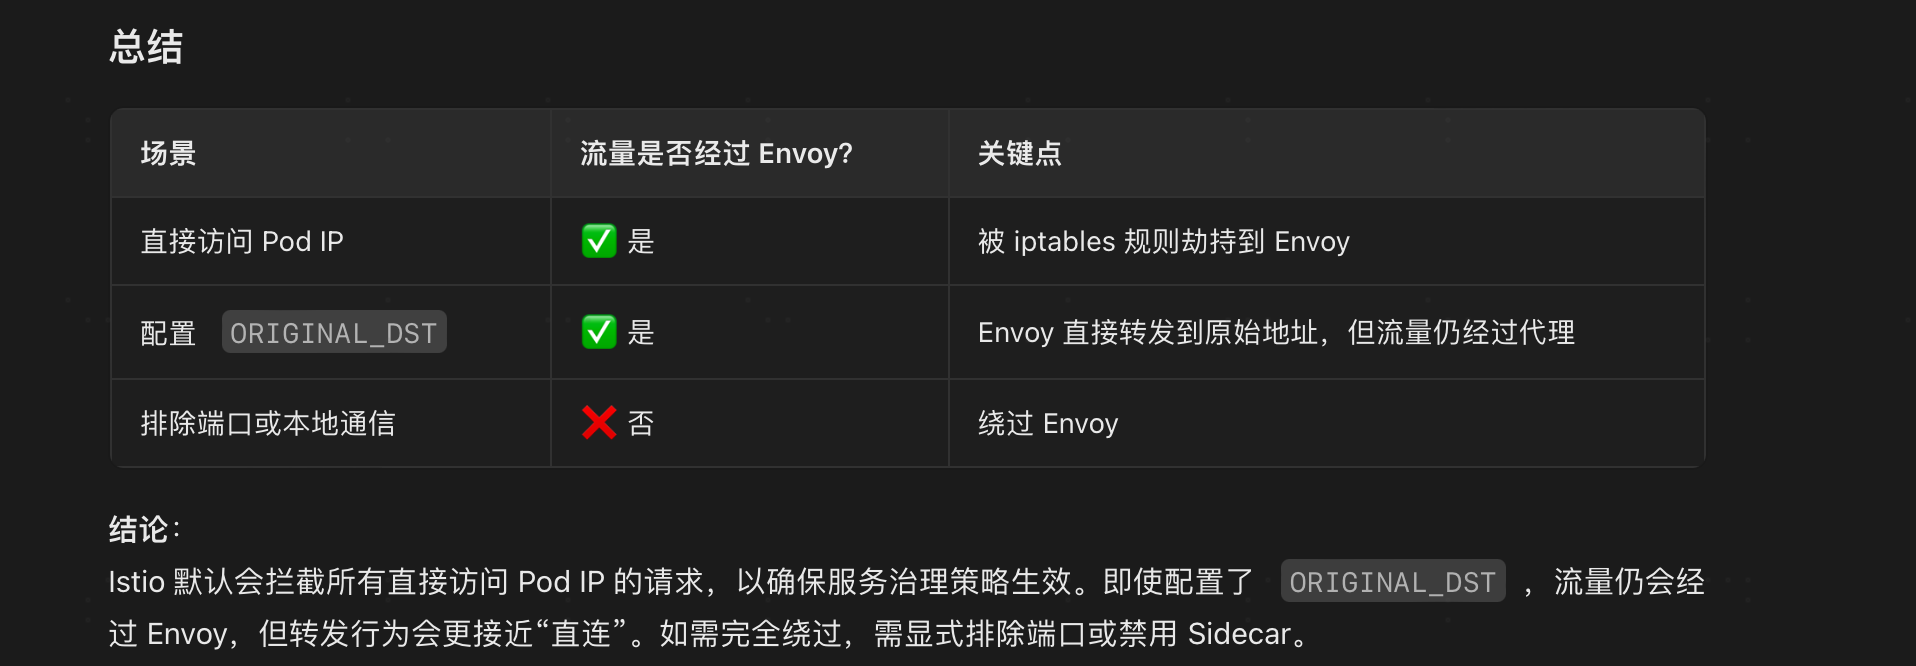 总结
场景 流量是否经过 Envoy? 关键点
直接访问 Pod IP ✅ 是 被 iptables 规则劫持到 Envoy
配置 ORIGINAL_DST ✅ 是 Envoy 直接转发到原始地址，但流量仍经过代理
排除端口或本地通信 ❌ 否 绕过 Envoy
结论：
Istio 默认会拦截所有直接访问 Pod IP 的请求，以确保服务治理策略生效。即使配置了 ORIGINAL_DST ，流量仍会经
过 Envoy，但转发行为会更接近“直连”。如需完全绕过，需显式排除端口或禁用 Sidecar。